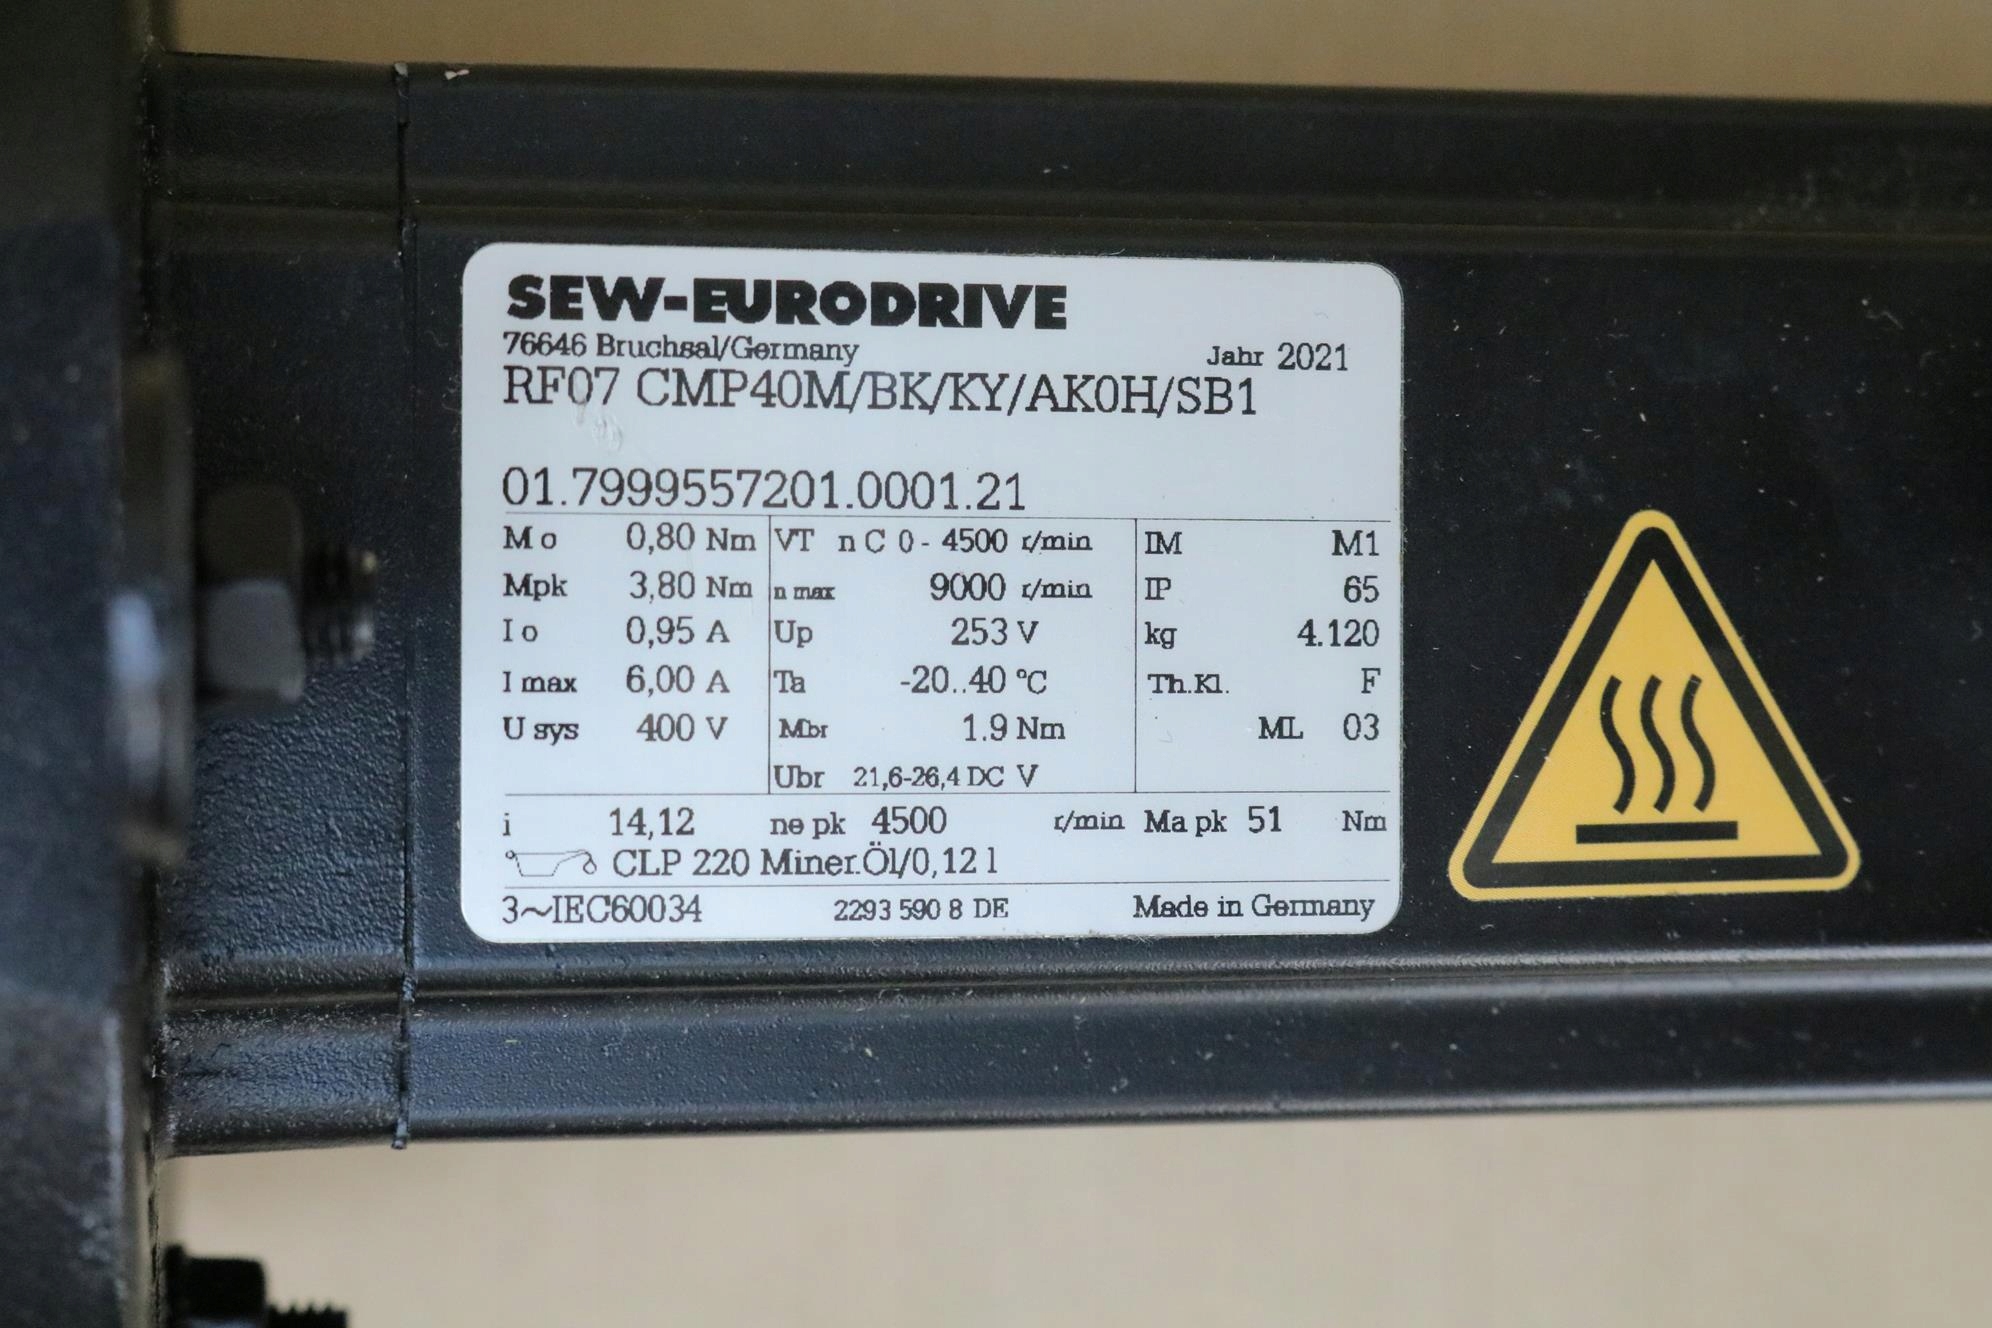 SEW-EURODRIVE
76646 Bruchsal/Germany Jahr 2021
RF07 CMP40M/BK/KY/AK0H/SB1
01.7999557201.0001.21
Mo 0,80 Nm VT nC 0-4500 r/min IM M1
Mpk 3,80 Nm n max 9000 r/min IP 65
Io 0,95 A Up 253 V kg 4.120
I max 6,00 A Ta -20..40 °C Th.Kl. F
U sys 400 V Mbr 1.9 Nm ML 03
Ubr 21,6-26,4 DC V
i 14,12 ne pk 4500 r/min Ma pk 51 Nm
CLP 220 Miner.Öl/0,12 l
3~IEC60034 2293 590 8 DE Made in Germany